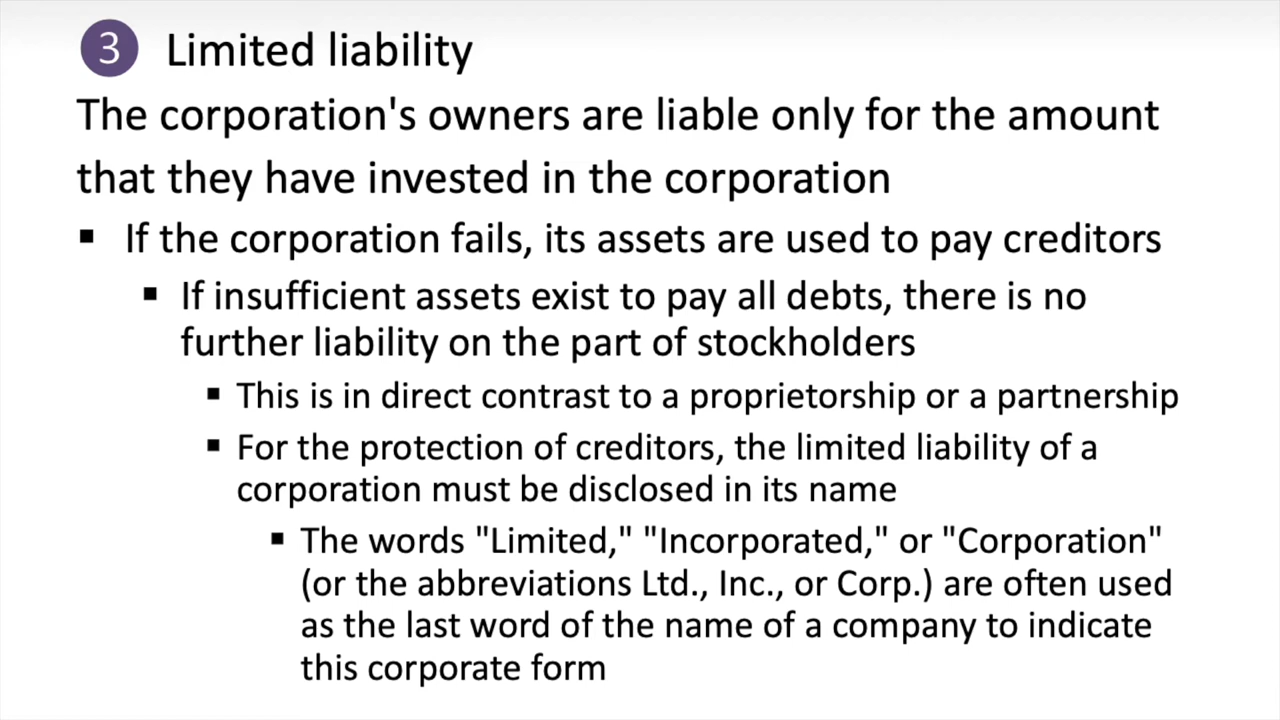 3 Limited liability
The corporation's owners are liable only for the amount
that they have invested in the corporation
▪ If the corporation fails, its assets are used to pay creditors
▪ If insufficient assets exist to pay all debts, there is no
further liability on the part of stockholders
▪ This is in direct contrast to a proprietorship or a partnership
▪ For the protection of creditors, the limited liability of a
corporation must be disclosed in its name
▪ The words "Limited," "Incorporated," or "Corporation"
(or the abbreviations Ltd., Inc., or Corp.) are often used
as the last word of the name of a company to indicate
this corporate form